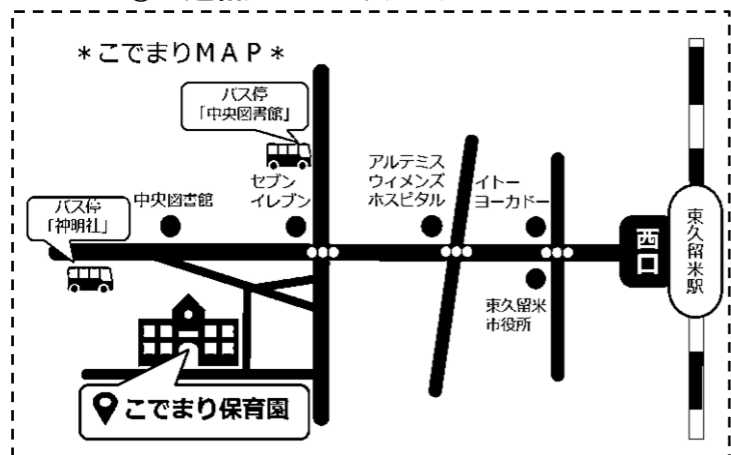 ＊こでまりＭＡＰ＊
バス停
「中央図書館」
アルテミス
ウィメンズ
ホスピタル
セブン
イレブン
イトー
ヨーカドー
中央図書館
バス停
「神明社」
西口
東久留米駅
東久留米
市役所
こでまり保育園